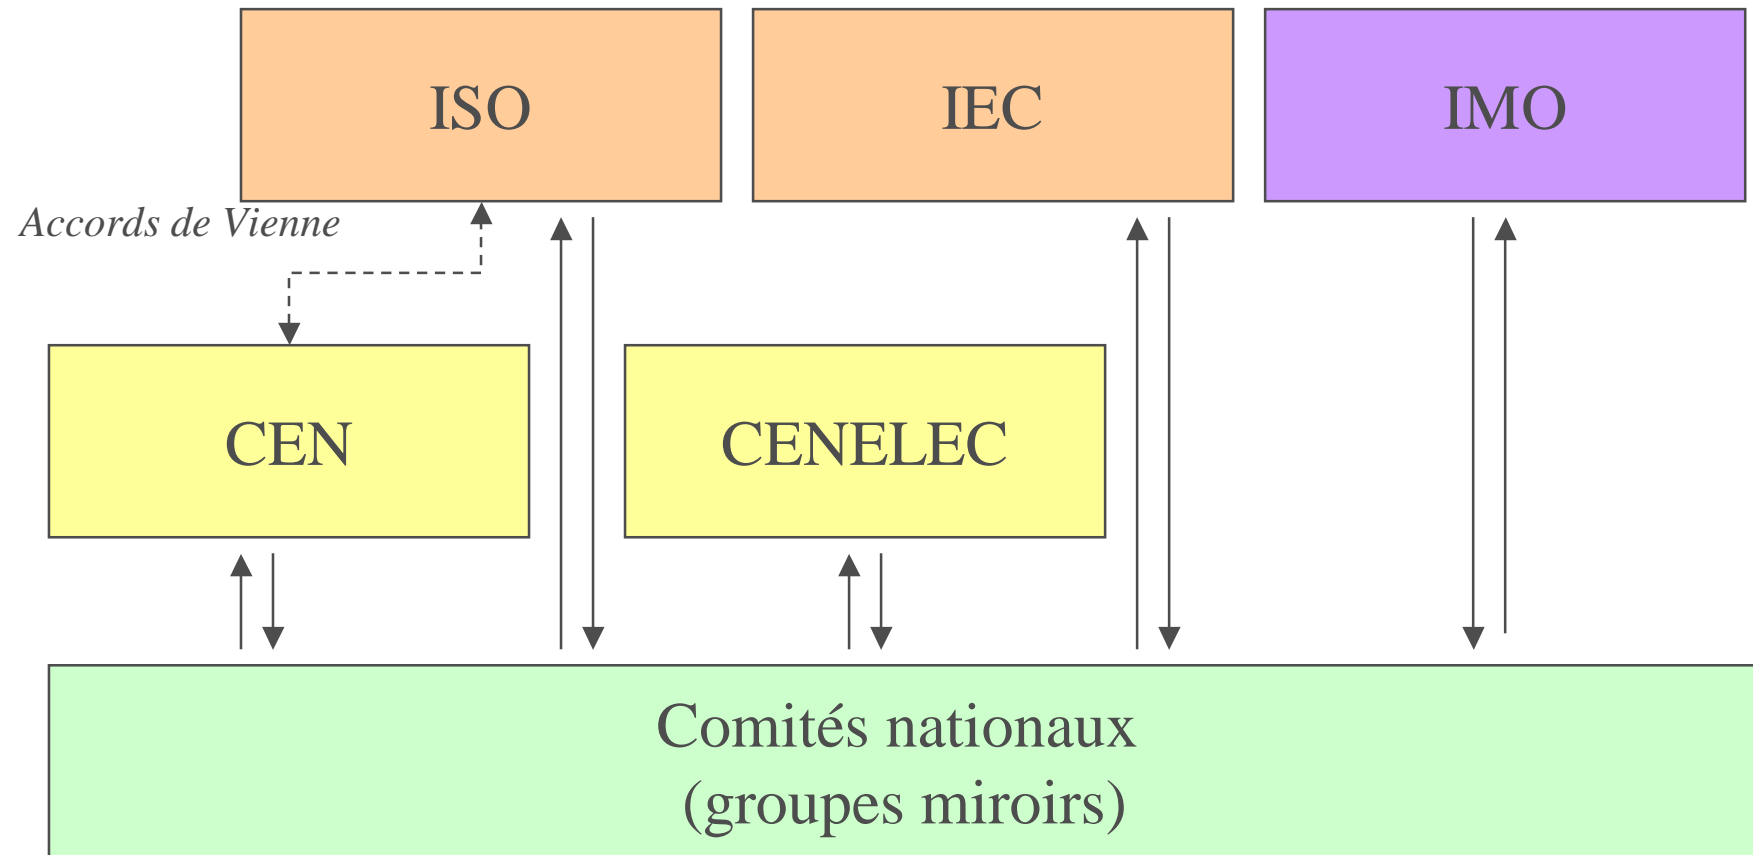 ISO
IEC
IMO
Accords de Vienne
CEN
CENELEC
Comités nationaux
(groupes miroirs)